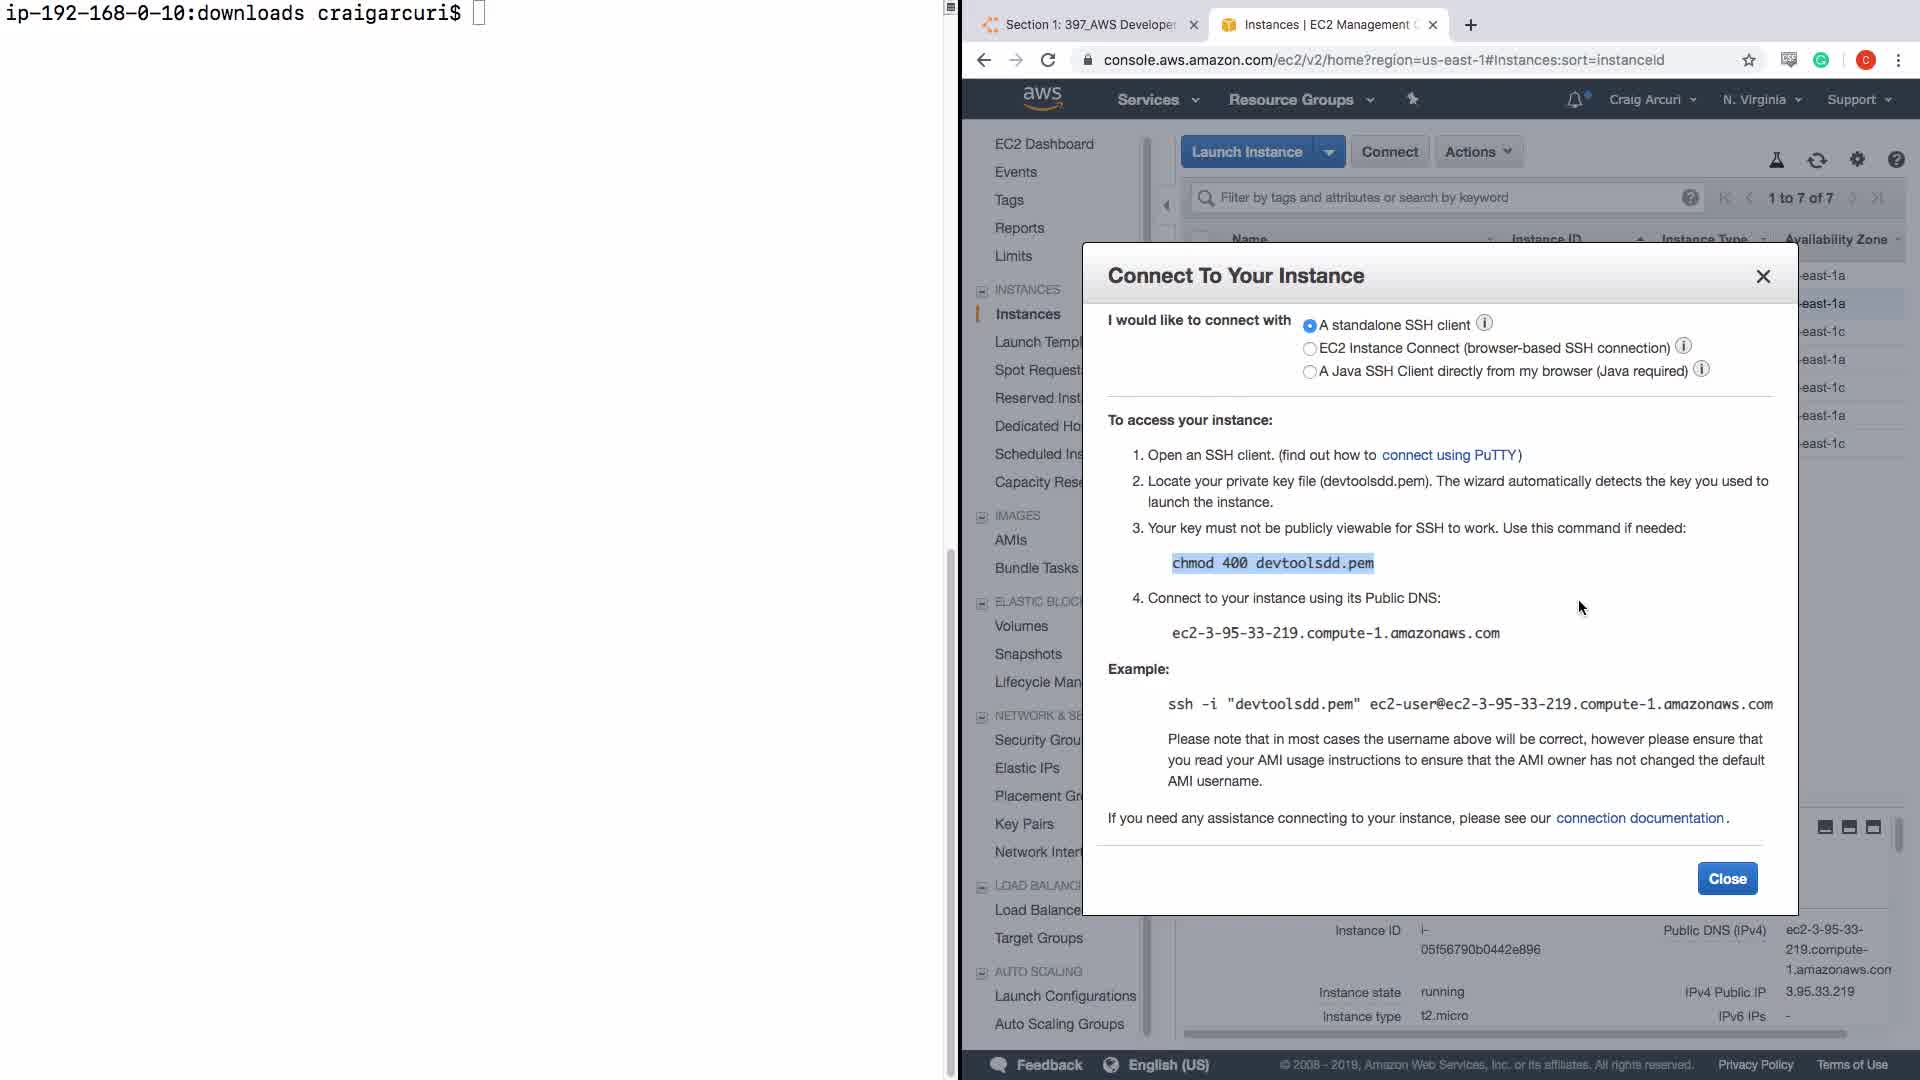 ip-192-168-0-10:downloads craigarcuri$
Section 1: 397_AWS Develope
Instances | EC2 Management C
console.aws.amazon.com/ec2/v2/home?region=us-east-1#Instances:sort=instanceId
C
aws
Services
Resource Groups
Craig Arcuri
N. Virginia
Support
EC2 Dashboard
Events
Tags
Reports
Limits
INSTANCES
Instances
Launch Templ
Spot Request
Reserved Inst
Dedicated Ho
Scheduled Ins
Capacity Rese
IMAGES
AMIs
Bundle Tasks
ELASTIC BLOC
Volumes
Snapshots
Lifecycle Man
NETWORK & SE
Security Grou
Elastic IPs
Placement Gr
Key Pairs
Network Inter
LOAD BALANCI
Load Balance
Target Groups
AUTO SCALING
Launch Configurations
Auto Scaling Groups
Launch Instance
Connect
Actions
Filter by tags and attributes or search by keyword
1 to 7 of 7
Name
Instance ID
Instance Type
Availability Zone
-east-1a
-east-1a
-east-1c
-east-1a
-east-1c
-east-1a
-east-1c
Connect To Your Instance
I would like to connect with
A standalone SSH client
EC2 Instance Connect (browser-based SSH connection)
A Java SSH Client directly from my browser (Java required)
To access your instance:
1. Open an SSH client. (find out how to connect using PuTTY)
2. Locate your private key file (devtoolsdd.pem). The wizard automatically detects the key you used to
launch the instance.
3. Your key must not be publicly viewable for SSH to work. Use this command if needed:
chmod 400 devtoolsdd.pem
4. Connect to your instance using its Public DNS:
ec2-3-95-33-219.compute-1.amazonaws.com
Example:
ssh -i "devtoolsdd.pem" ec2-user@ec2-3-95-33-219.compute-1.amazonaws.com
Please note that in most cases the username above will be correct, however please ensure that
you read your AMI usage instructions to ensure that the AMI owner has not changed the default
AMI username.
If you need any assistance connecting to your instance, please see our connection documentation.
Close
Instance ID
i-
05f56790b0442e896
Public DNS (IPv4)
ec2-3-95-33-
219.compute-
1.amazonaws.com
Instance state
running
IPv4 Public IP
3.95.33.219
Instance type
t2.micro
IPv6 IPs
-
Feedback
English (US)
© 2008 - 2019, Amazon Web Services, Inc. or its affiliates. All rights reserved.
Privacy Policy
Terms of Use